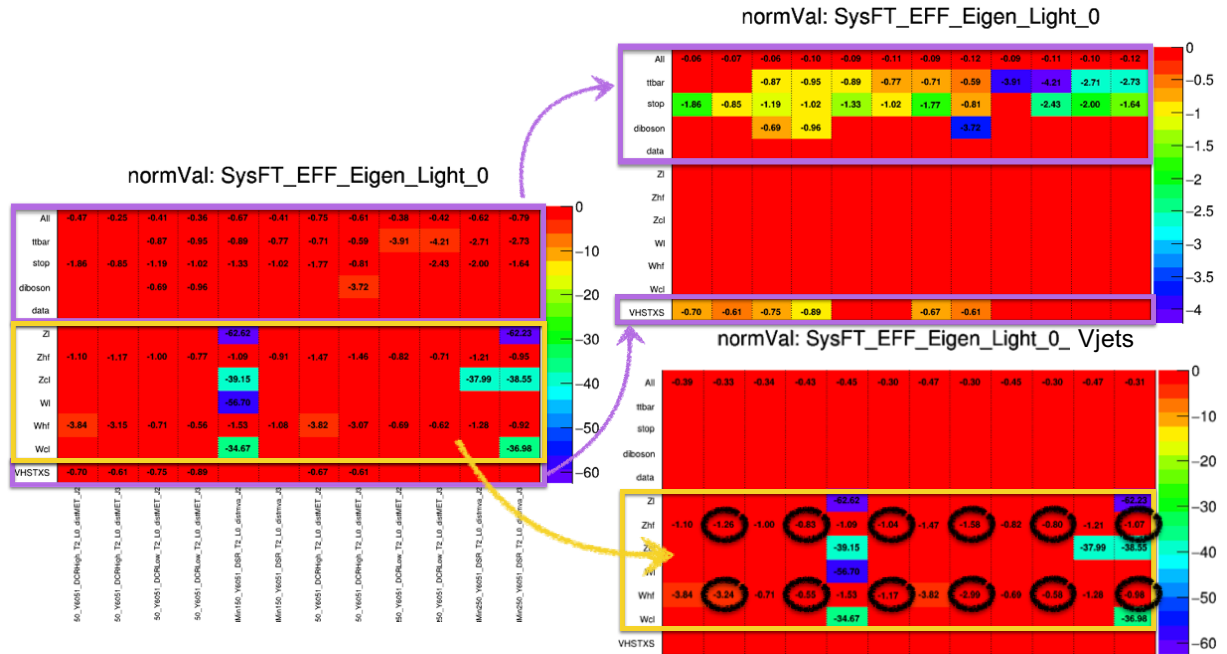 normVal: SysFT_EFF_Eigen_Light_0
All -0.47 -0.25 -0.41 -0.36 -0.67 -0.41 -0.75 -0.61 -0.38 -0.42 -0.62 -0.79 0
ttbar -0.87 -0.95 -0.89 -0.77 -0.71 -0.59 -3.91 -4.21 -2.71 -2.73 −10
stop -1.86 -0.85 -1.19 -1.02 -1.33 -1.02 -1.77 -0.81 -2.43 -2.00 -1.64
diboson -0.69 -0.96 -3.72 −20
data
Zl -62.62 -62.23 −30
Zhf -1.10 -1.17 -1.00 -0.77 -1.09 -0.91 -1.47 -1.46 -0.82 -0.71 -1.21 -0.95
Zcl -39.15 -37.99 -38.55 −40
Wl -56.70
Whf -3.84 -3.15 -0.71 -0.56 -1.53 -1.08 -3.82 -3.07 -0.69 -0.62 -1.28 -0.92 −50
Wcl -34.67 -36.98
VHSTXS -0.70 -0.61 -0.75 -0.89 -0.67 -0.61 −60
50_Y6051_DCRHigh_T2_L0_distMET_J2
50_Y6051_DCRHigh_T2_L0_distMET_J3
50_Y6051_DCRLow_T2_L0_distMET_J2
50_Y6051_DCRLow_T2_L0_distMET_J3
IMin150_Y6051_DSR_T2_L0_distmva_J2
IMin150_Y6051_DSR_T2_L0_distmva_J3
50_Y6051_DCRHigh_T2_L0_distMET_J2
50_Y6051_DCRHigh_T2_L0_distMET_J3
t50_Y6051_DCRLow_T2_L0_distMET_J2
t50_Y6051_DCRLow_T2_L0_distMET_J3
IMin250_Y6051_DSR_T2_L0_distmva_J2
IMin250_Y6051_DSR_T2_L0_distmva_J3
normVal: SysFT_EFF_Eigen_Light_0
All -0.06 -0.07 -0.06 -0.10 -0.09 -0.11 -0.09 -0.12 -0.09 -0.11 -0.10 -0.12 0
ttbar -0.87 -0.95 -0.89 -0.77 -0.71 -0.59 -3.91 -4.21 -2.71 -2.73 −0.5
stop -1.86 -0.85 -1.19 -1.02 -1.33 -1.02 -1.77 -0.81 -2.43 -2.00 -1.64 −1
diboson -0.69 -0.96 -3.72
data −1.5
Zl −2
Zhf
Zcl −2.5
Wl
Whf −3
Wcl −3.5
VHSTXS -0.70 -0.61 -0.75 -0.89 -0.67 -0.61 −4
normVal: SysFT_EFF_Eigen_Light_0_ Vjets
All -0.39 -0.33 -0.34 -0.43 -0.45 -0.30 -0.47 -0.30 -0.45 -0.30 -0.47 -0.31 0
ttbar −10
stop
diboson −20
data
Zl -62.62 -62.23 −30
Zhf -1.10 -1.26 -1.00 -0.83 -1.09 -1.04 -1.47 -1.58 -0.82 -0.80 -1.21 -1.07
-39.15 -37.99 -38.55 −40
Wl -56.70
Whf -3.84 -3.24 -0.71 -0.55 -1.53 -1.17 -3.82 -2.99 -0.69 -0.58 -1.28 -0.98 −50
Wcl -34.67 -36.98
VHSTXS −60